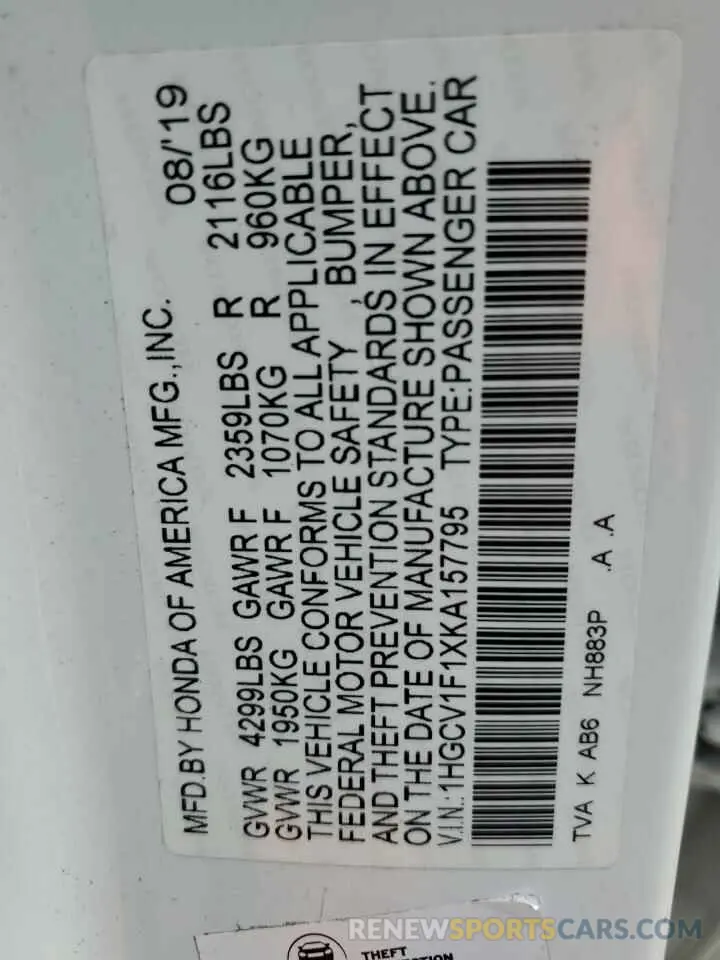 MFD.BY HONDA OF AMERICA MFG.,INC. 08/'19
GVWR 4299LBS GAWR F 2359LBS R 2116LBS
GVWR 1950KG GAWR F 1070KG R 960KG
THIS VEHICLE CONFORMS TO ALL APPLICABLE
FEDERAL MOTOR VEHICLE SAFETY , BUMPER,
AND THEFT PREVENTION STANDARDS IN EFFECT
ON THE DATE OF MANUFACTURE SHOWN ABOVE.
V.I.N.:1HGCV1F1XKA157795 TYPE:PASSENGER CAR
TVA K AB6 NH883P .A .A
THEFT
RENEWSPORTSCARS.COM